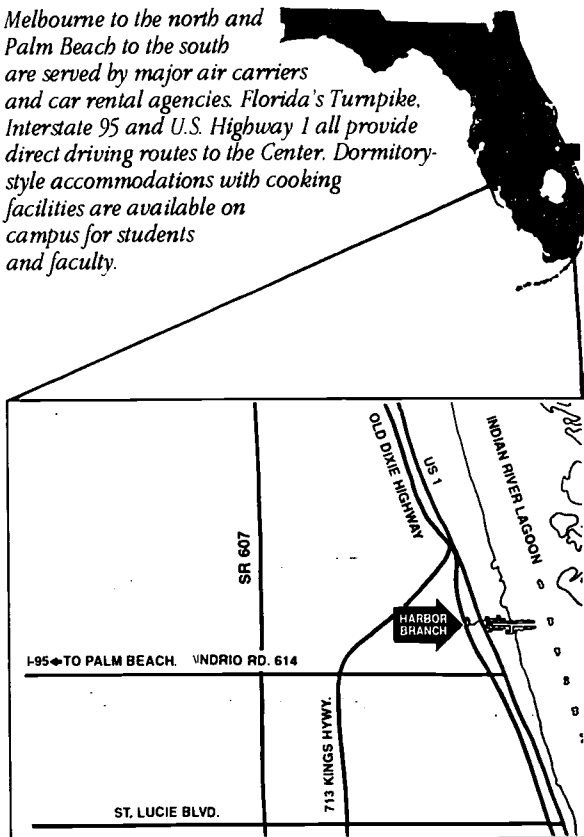 Melbourne to the north and
Palm Beach to the south
are served by major air carriers
and car rental agencies. Florida's Turnpike,
Interstate 95 and U.S. Highway 1 all provide
direct driving routes to the Center. Dormitory-
style accommodations with cooking
facilities are available on
campus for students
and faculty.
OLD DIXIE HIGHWAY
US 1
INDIAN RIVER LAGOON
SR 607
HARBOR
BRANCH
I-95 TO PALM BEACH. INDRIO RD. 614
713 KINGS HYWY.
ST. LUCIE BLVD.